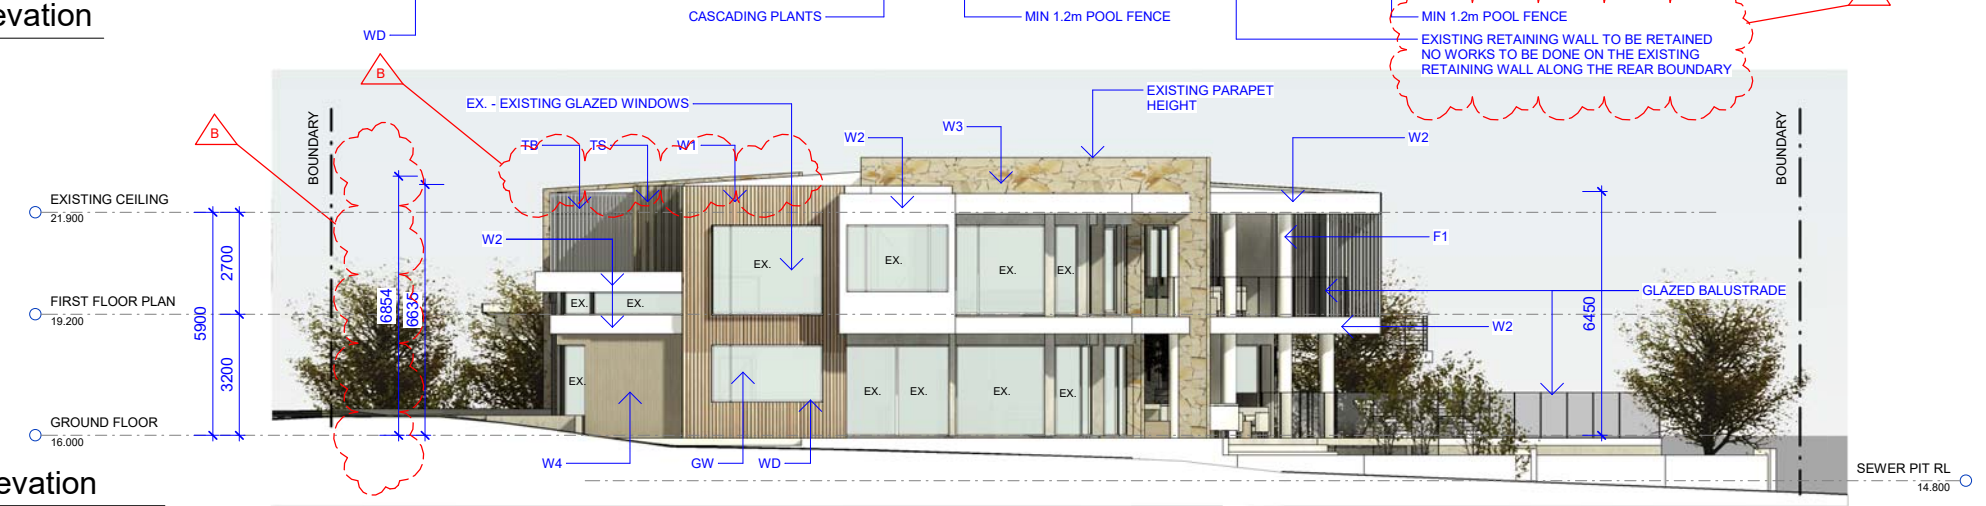 evation
WD
CASCADING PLANTS
MIN 1.2m POOL FENCE
MIN 1.2m POOL FENCE
EXISTING RETAINING WALL TO BE RETAINED
NO WORKS TO BE DONE ON THE EXISTING
RETAINING WALL ALONG THE REAR BOUNDARY
B
B
BOUNDARY
EX. - EXISTING GLAZED WINDOWS
EXISTING PARAPET
HEIGHT
BOUNDARY
TB
TS
W1
W2
W3
W2
EXISTING CEILING
21.900
W2
F1
2700
EX.
EX.
EX.
EX.
EX.
EX.
GLAZED BALUSTRADE
FIRST FLOOR PLAN
19.200
5900
6854
6635
6450
W2
3200
EX.
EX.
EX.
EX.
EX.
GROUND FLOOR
16.000
W4
GW
WD
SEWER PIT RL
14.800
evation